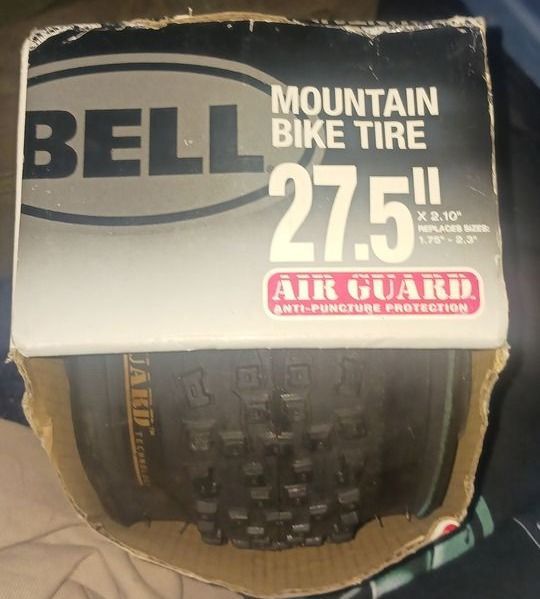 BELL
MOUNTAIN
BIKE TIRE
27.5"
X 2.10"
REPLACES SIZES:
1.75" - 2.3"
AIR GUARD
ANTI-PUNCTURE PROTECTION